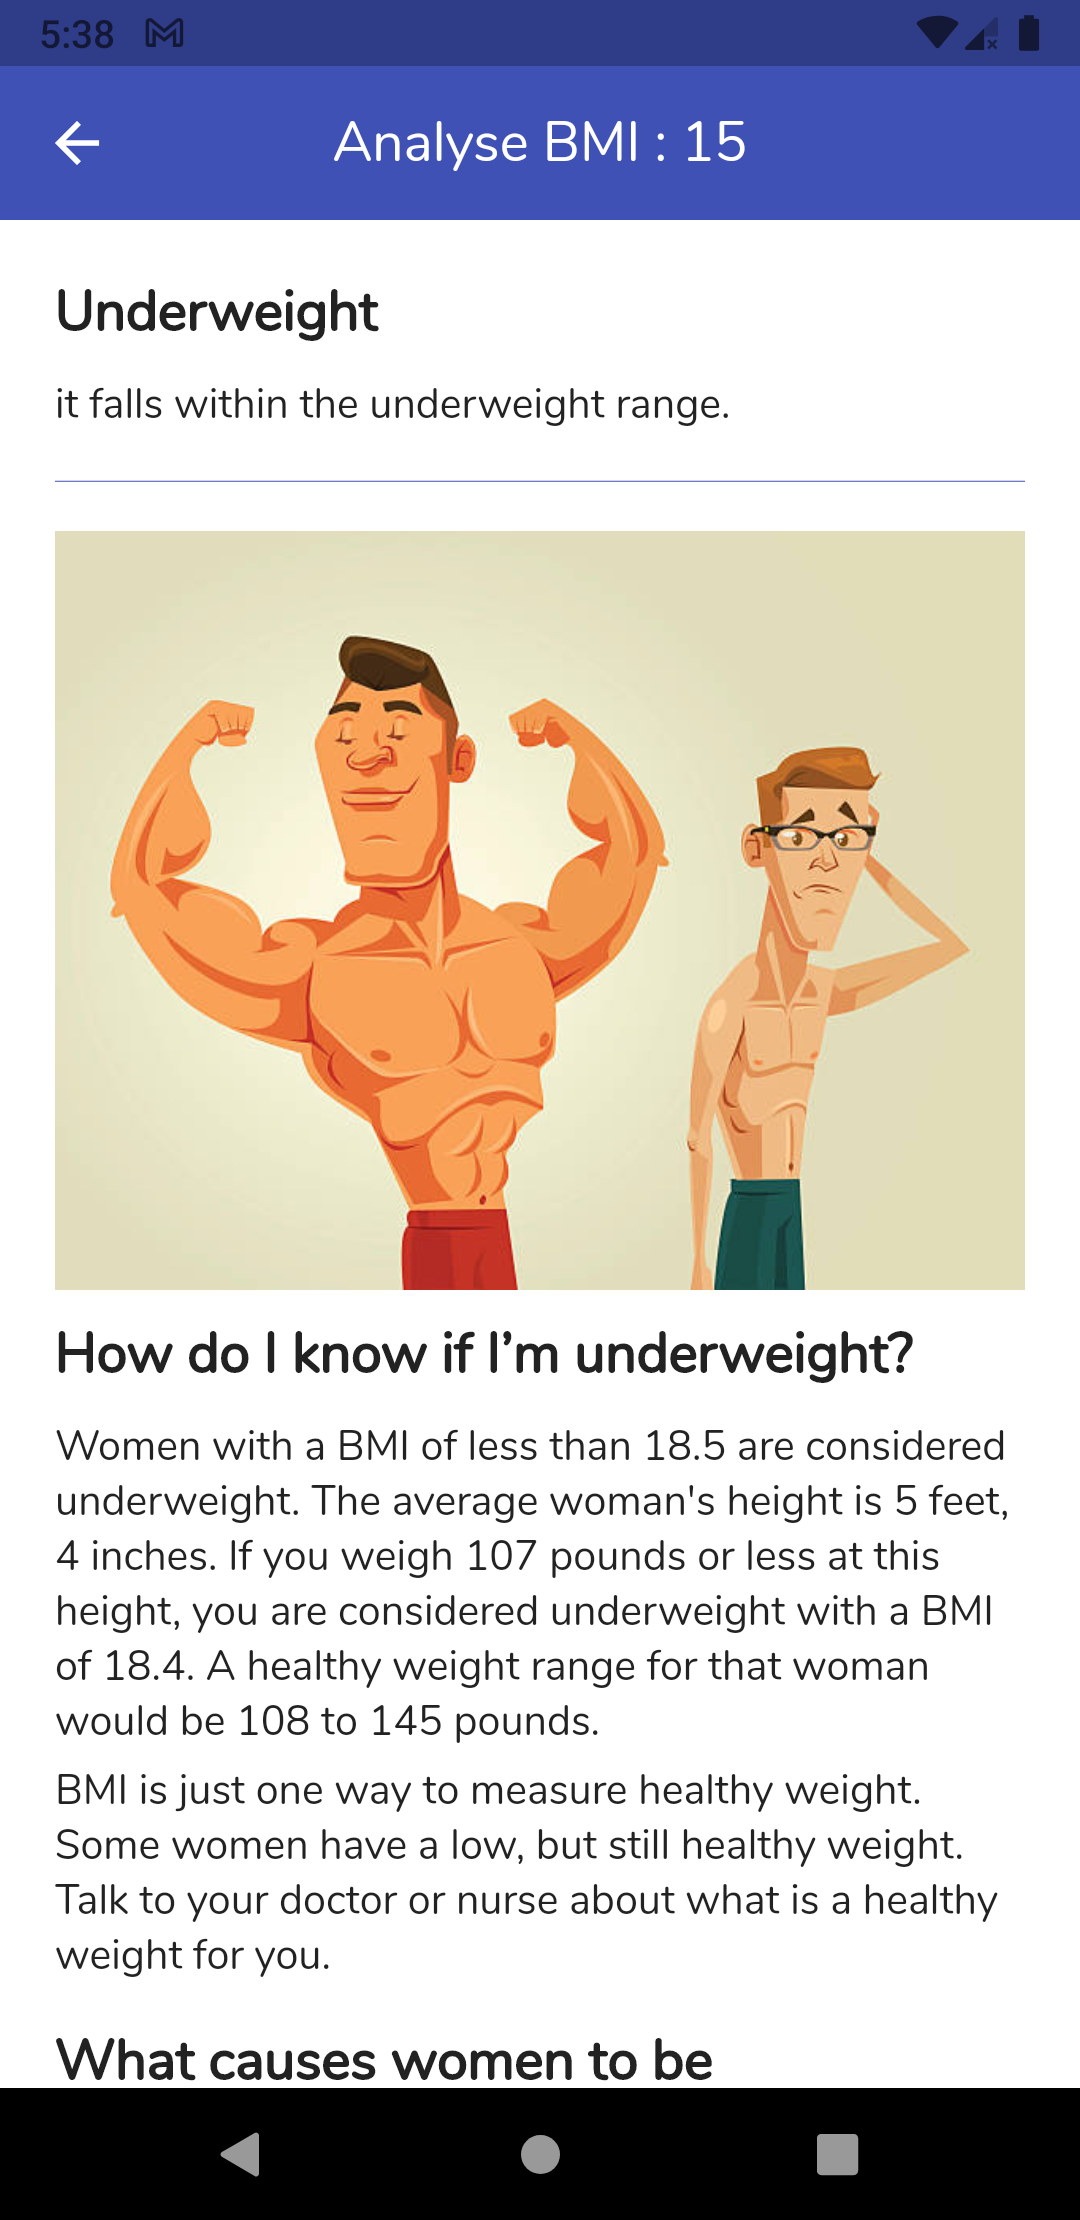 5:38
Analyse BMI : 15
Underweight
it falls within the underweight range.
How do I know if I’m underweight?
Women with a BMI of less than 18.5 are considered
underweight. The average woman's height is 5 feet,
4 inches. If you weigh 107 pounds or less at this
height, you are considered underweight with a BMI
of 18.4. A healthy weight range for that woman
would be 108 to 145 pounds.
BMI is just one way to measure healthy weight.
Some women have a low, but still healthy weight.
Talk to your doctor or nurse about what is a healthy
weight for you.
What causes women to be